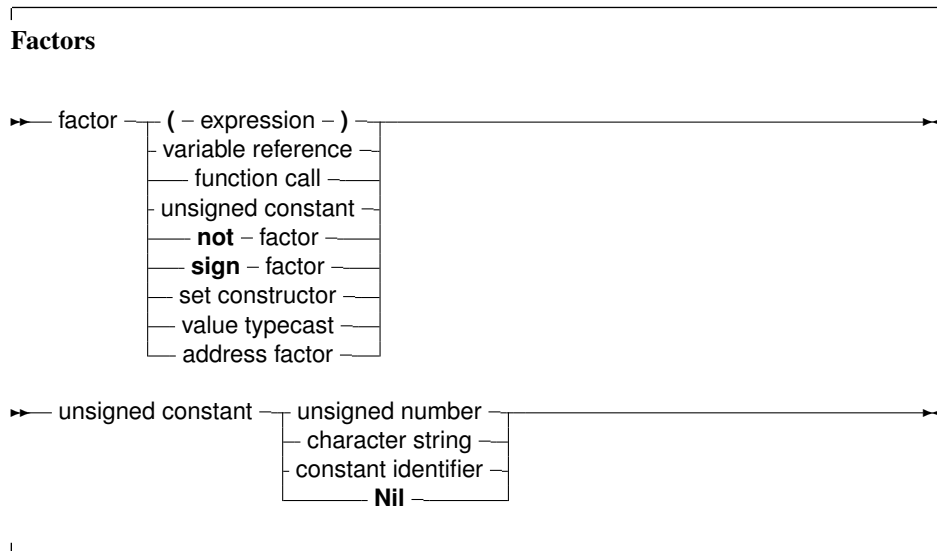 Factors
factor ( expression )
variable reference
function call
unsigned constant
not factor
sign factor
set constructor
value typecast
address factor
unsigned constant unsigned number
character string
constant identifier
Nil